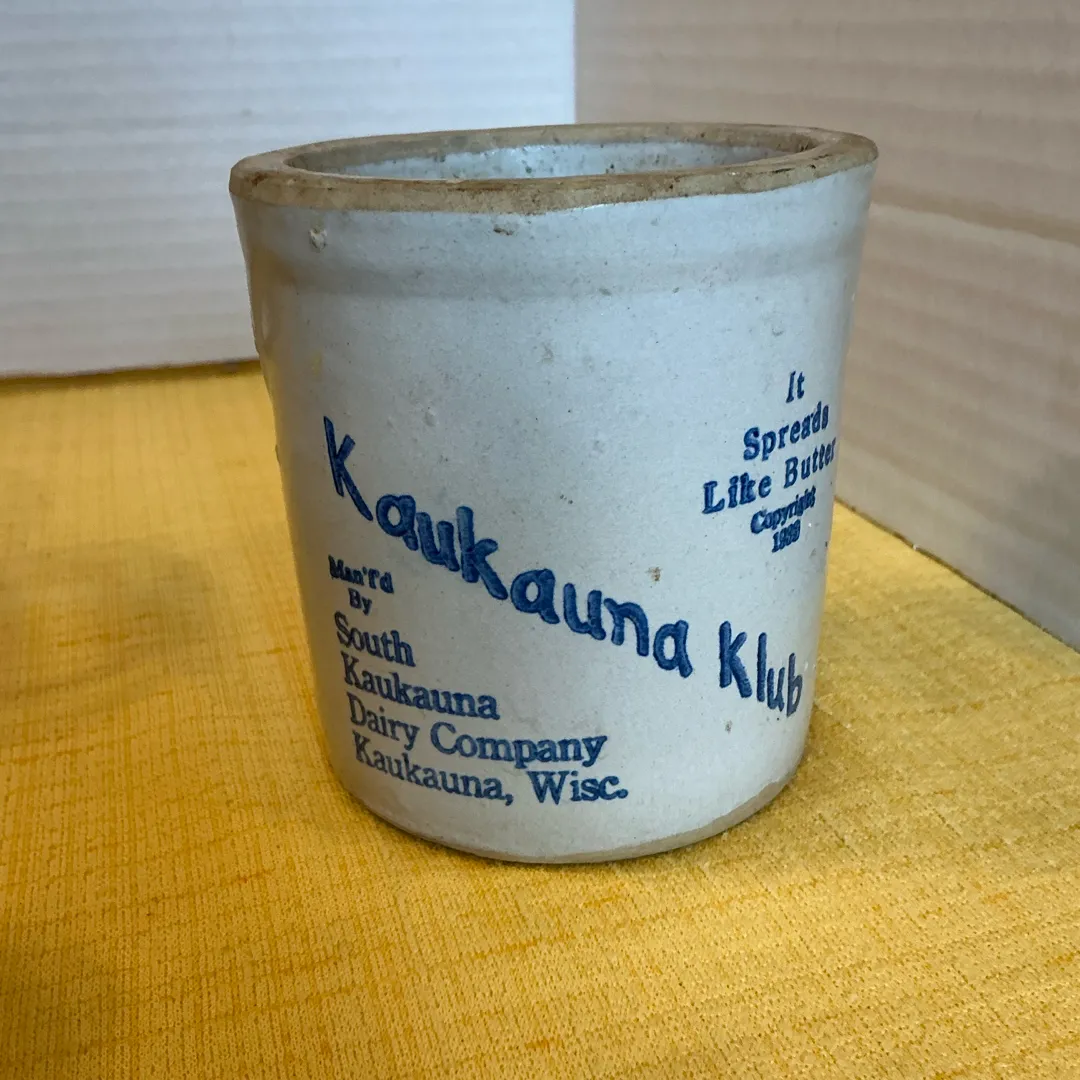 Kaukauna Klub
It
Spreads
Like Butter
Copyright
Man'f'd
By
South
Kaukauna
Dairy Company
Kaukauna, Wisc.